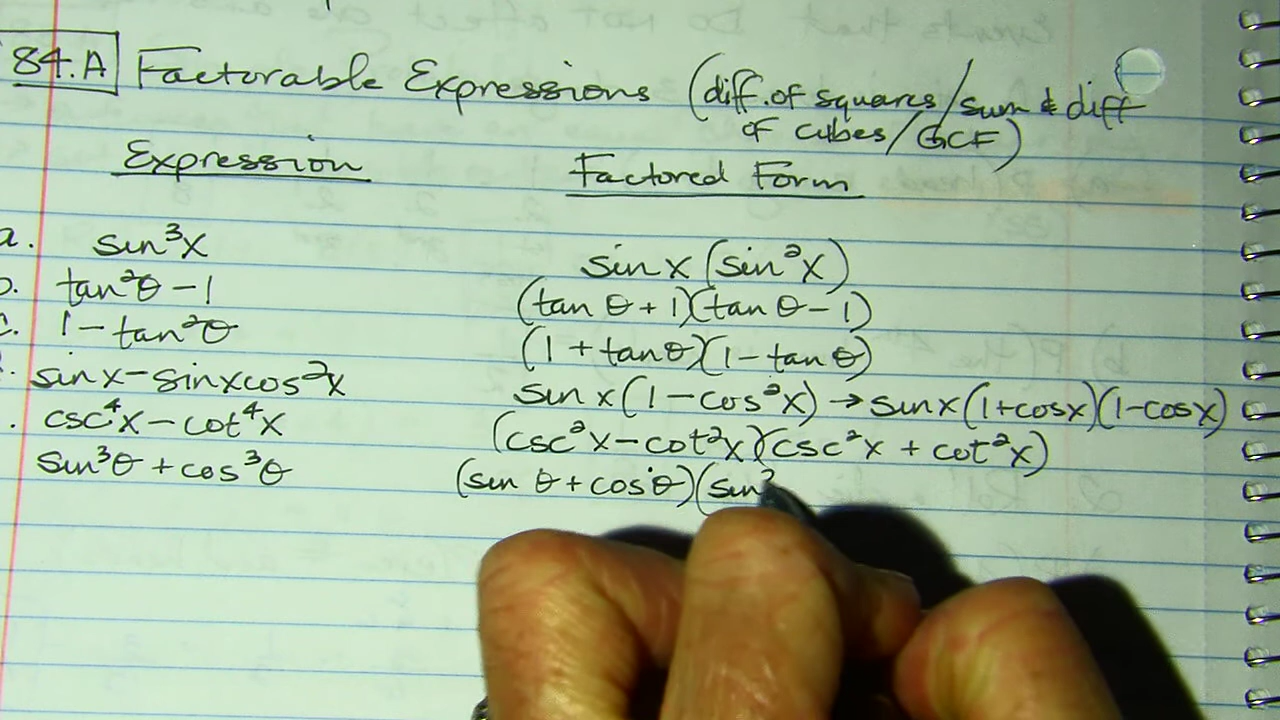 84.A Factorable Expressions (diff. of squares/sum & diff
of cubes/GCF)
Expression Factored Form
a. sin³x sin x (sin²x)
b. tan²θ - 1 (tan θ + 1)(tan θ - 1)
c. 1 - tan²θ (1 + tan θ)(1 - tan θ)
sin x - sin x cos²x sin x (1 - cos²x) → sin x (1+cos x)(1-cos x)
. csc⁴x - cot⁴x (csc²x - cot²x)(csc²x + cot²x)
sin³θ + cos³θ (sin θ + cos θ)(sin²